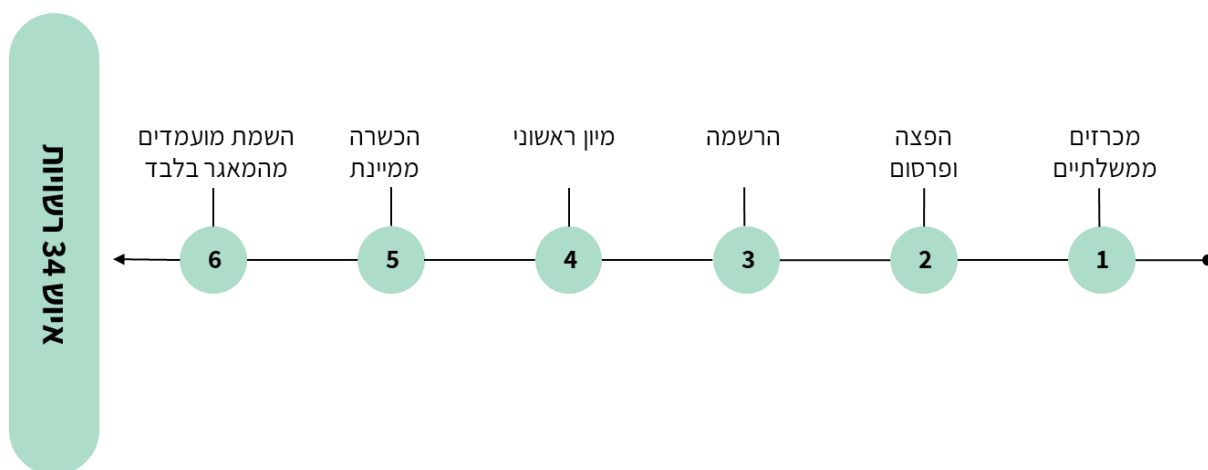 מכרזים
ממשלתיים
1
הפצה
ופרסום
2
הרשמה
3
מיון ראשוני
4
הכשרה
ממיינת
5
השמת מועמדים
מהמאגר בלבד
6
איוש 34 רשויות